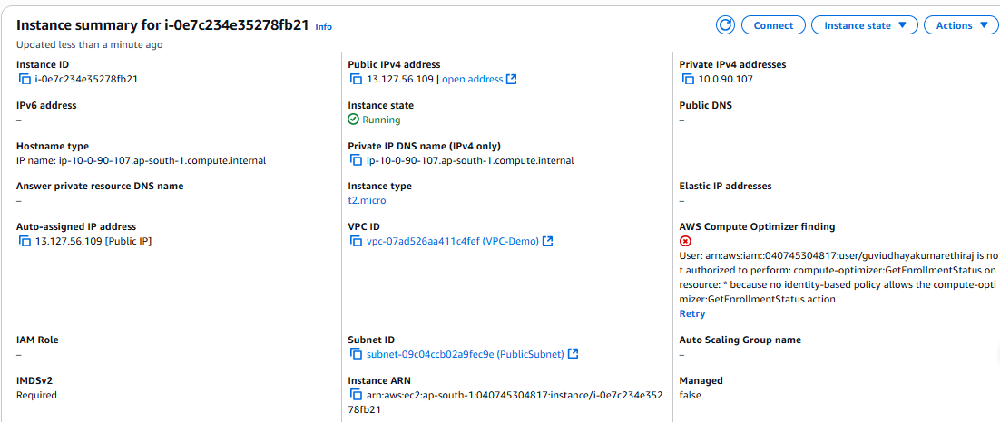 Instance summary for i-0e7c234e35278fb21 Info
Connect
Instance state
Actions
Updated less than a minute ago
Instance ID
i-0e7c234e35278fb21
Public IPv4 address
13.127.56.109 | open address
Private IPv4 addresses
10.0.90.107
IPv6 address
–
Instance state
Running
Public DNS
–
Hostname type
IP name: ip-10-0-90-107.ap-south-1.compute.internal
Private IP DNS name (IPv4 only)
ip-10-0-90-107.ap-south-1.compute.internal
Answer private resource DNS name
–
Instance type
t2.micro
Elastic IP addresses
–
Auto-assigned IP address
13.127.56.109 [Public IP]
VPC ID
vpc-07ad526aa411c4fef (VPC-Demo)
AWS Compute Optimizer finding
User: arn:aws:iam::040745304817:user/guviudhayakumarethiraj is no
t authorized to perform: compute-optimizer:GetEnrollmentStatus on
resource: * because no identity-based policy allows the compute-opti
mizer:GetEnrollmentStatus action
Retry
IAM Role
–
Subnet ID
subnet-09c04ccb02a9fec9e (PublicSubnet)
Auto Scaling Group name
–
IMDSv2
Required
Instance ARN
arn:aws:ec2:ap-south-1:040745304817:instance/i-0e7c234e352
78fb21
Managed
false